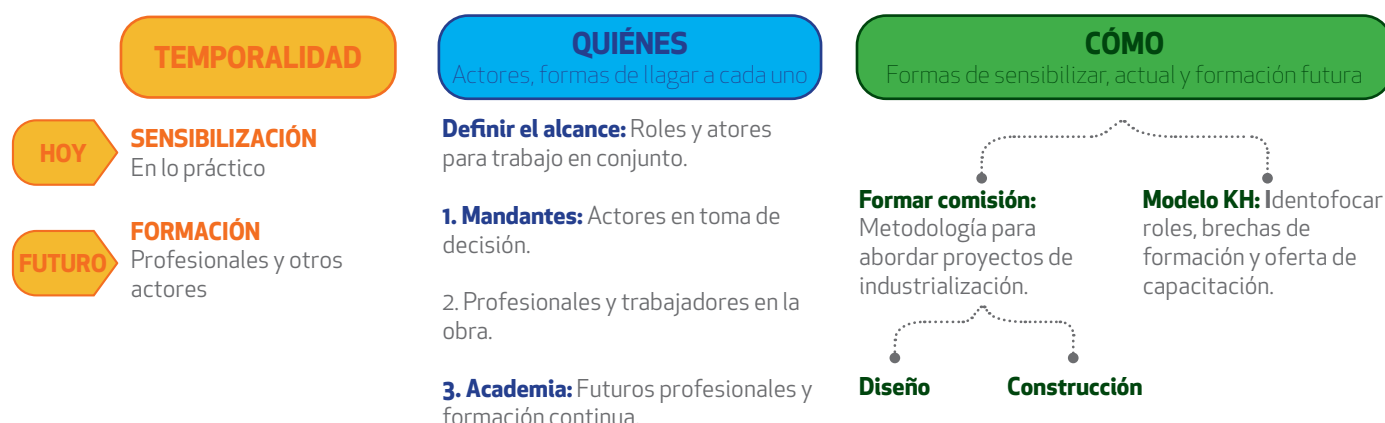 TEMPORALIDAD
HOY
SENSIBILIZACIÓN
En lo práctico
FUTURO
FORMACIÓN
Profesionales y otros
actores
QUIÉNES
Actores, formas de llagar a cada uno
Definir el alcance: Roles y atores
para trabajo en conjunto.
1. Mandantes: Actores en toma de
decisión.
2. Profesionales y trabajadores en la
obra.
3. Academia: Futuros profesionales y
formación continua
CÓMO
Formas de sensibilizar, actual y formación futura
Formar comisión:
Metodología para
abordar proyectos de
industrialización.
Modelo KH: Identofocar
roles, brechas de
formación y oferta de
capacitación.
Diseño
Construcción